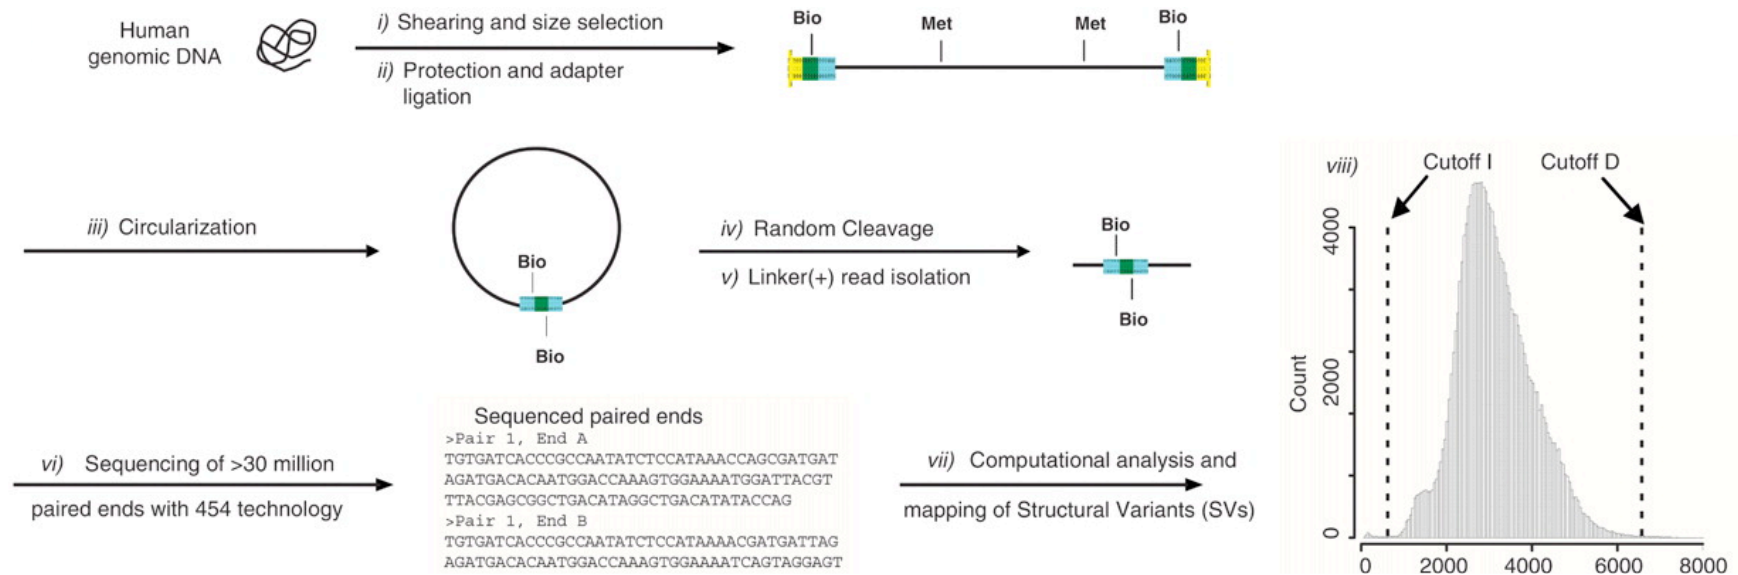 Human
genomic DNA
i) Shearing and size selection
ii) Protection and adapter
ligation
Bio
Met
Met
Bio
iii) Circularization
Bio
Bio
iv) Random Cleavage
v) Linker(+) read isolation
Bio
Bio
vi) Sequencing of >30 million
paired ends with 454 technology
Sequenced paired ends
>Pair 1, End A
TGTGATCACCCGCCAATATCTCCATAAACCAGCGATGAT
AGATGACACAATGGACCAAAGTGGAAAATGGATTACGT
TTACGAGCGGCTGACATAGGCTGACATATACCAG
>Pair 1, End B
TGTGATCACCCGCCAATATCTCCATAAAACGATGATTAG
AGATGACACAATGGACCAAAGTGGAAAATCAGTAGGAGT
vii) Computational analysis and
mapping of Structural Variants (SVs)
viii)
Cutoff I
Cutoff D
Count
4000
2000
0
0 2000 4000 6000 8000